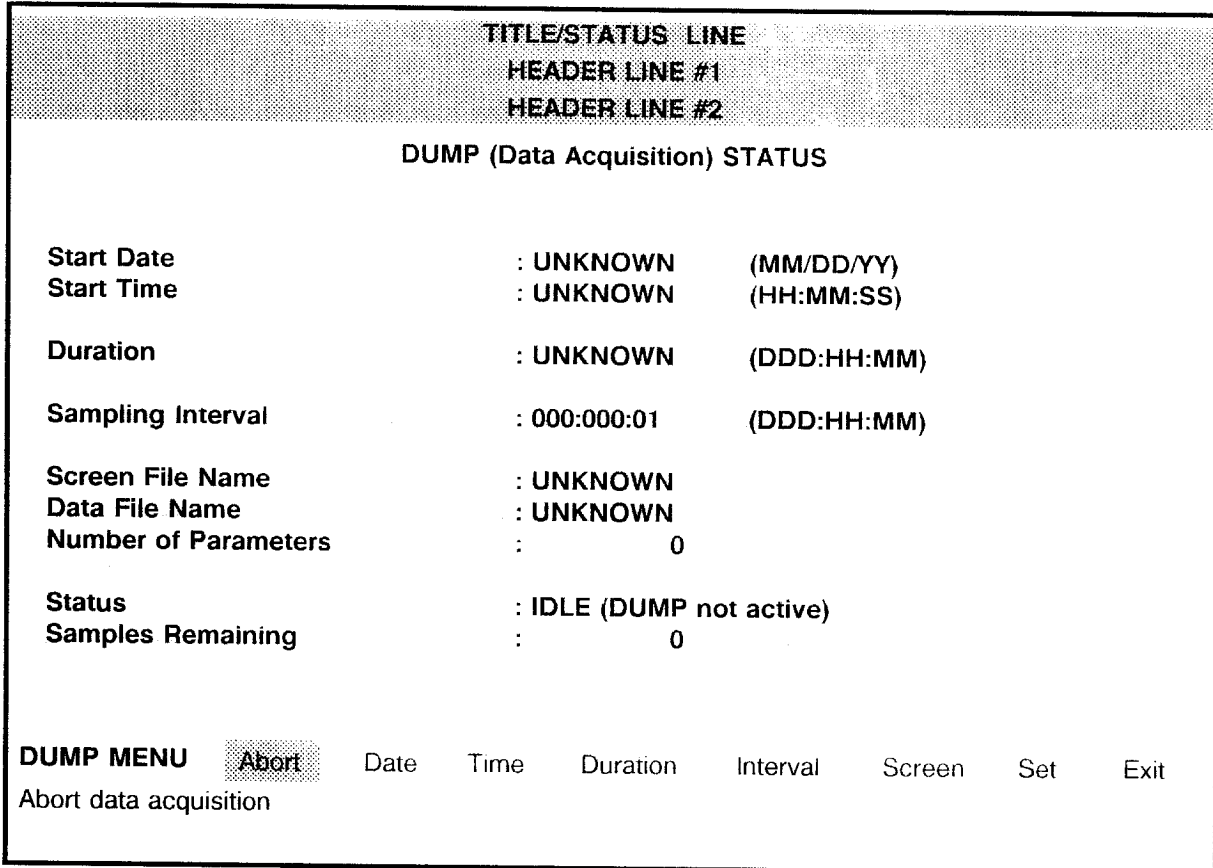 TITLE/STATUS LINE
HEADER LINE #1
HEADER LINE #2
DUMP (Data Acquisition) STATUS
Start Date : UNKNOWN (MM/DD/YY)
Start Time : UNKNOWN (HH:MM:SS)
Duration : UNKNOWN (DDD:HH:MM)
Sampling Interval : 000:000:01 (DDD:HH:MM)
Screen File Name : UNKNOWN
Data File Name : UNKNOWN
Number of Parameters : 0
Status : IDLE (DUMP not active)
Samples Remaining : 0
DUMP MENU Abort Date Time Duration Interval Screen Set Exit
Abort data acquisition